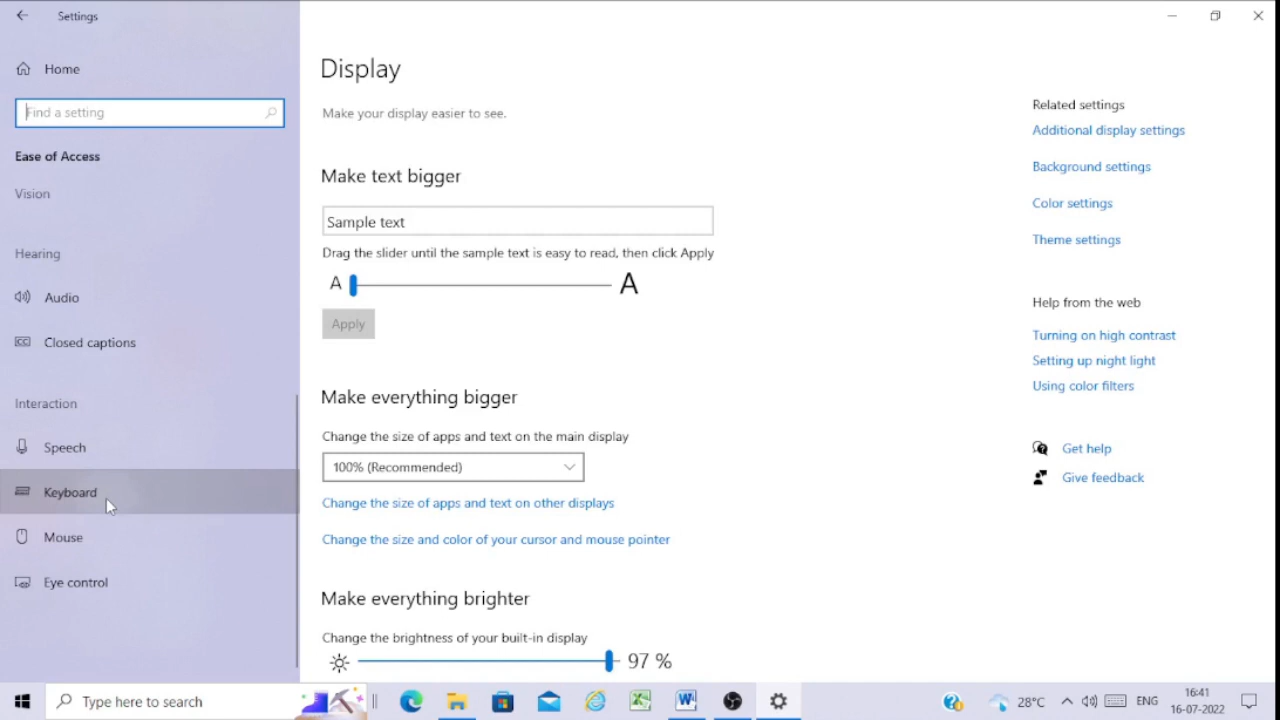 Settings
Home
Find a setting
Ease of Access
Vision
Hearing
Audio
CC Closed captions
Interaction
Speech
Keyboard
Mouse
Eye control
Display
Make your display easier to see.
Make text bigger
Sample text
Drag the slider until the sample text is easy to read, then click Apply
A A
Apply
Make everything bigger
Change the size of apps and text on the main display
100% (Recommended)
Change the size of apps and text on other displays
Change the size and color of your cursor and mouse pointer
Make everything brighter
Change the brightness of your built-in display
97 %
Related settings
Additional display settings
Background settings
Color settings
Theme settings
Help from the web
Turning on high contrast
Setting up night light
Using color filters
Get help
Give feedback
Type here to search
28°C
ENG
16:41
16-07-2022